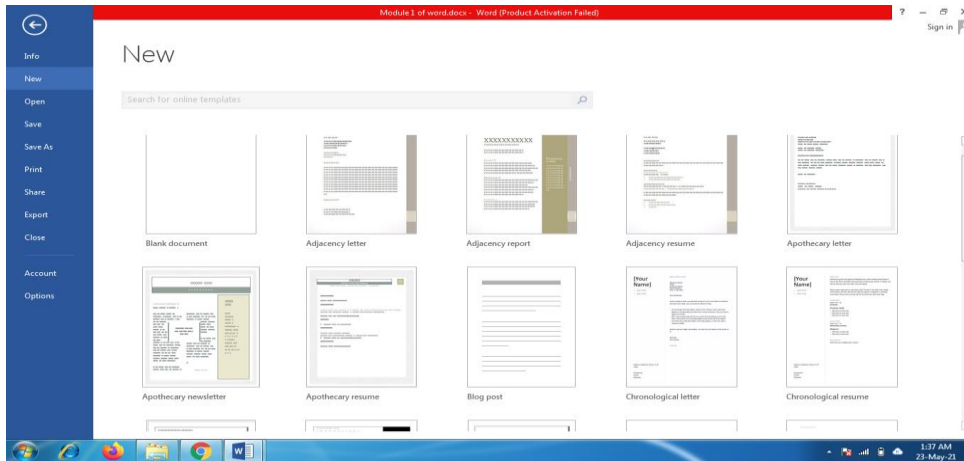 Module 1 of word.docx - Word (Product Activation Failed)
?
Sign in
Info
New
Open
Save
Save As
Print
Share
Export
Close
Account
Options
New
Search for online templates
XXXXXXXXXXX
Blank document
Adjacency letter
Adjacency report
Adjacency resume
Apothecary letter
[Your
Name]
[Your
Name]
Apothecary newsletter
Apothecary resume
Blog post
Chronological letter
Chronological resume
1:37 AM
23-May-21